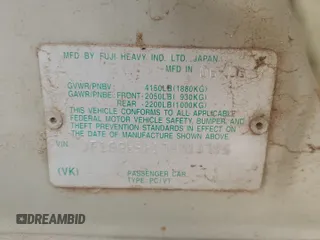 MFD BY FUJI HEAVY IND. LTD. JAPAN
MFD IN
GVWR/PNBV 4160LB(1880KG)
GAWR/PNBE FRONT-2050LB( 930KG)
REAR -2200LB(1000KG)
THIS VEHICLE CONFORMS TO ALL APPLICABLE
FEDERAL MOTOR VEHICLE SAFETY, BUMPER, AND
THEFT PREVENTION STANDARDS IN EFFECT ON
THE DATE OF MANUFACTURE SHOWN ABOVE.
VIN
(VK) PASSENGER CAR
TYPE: PC/VT
DREAMBID